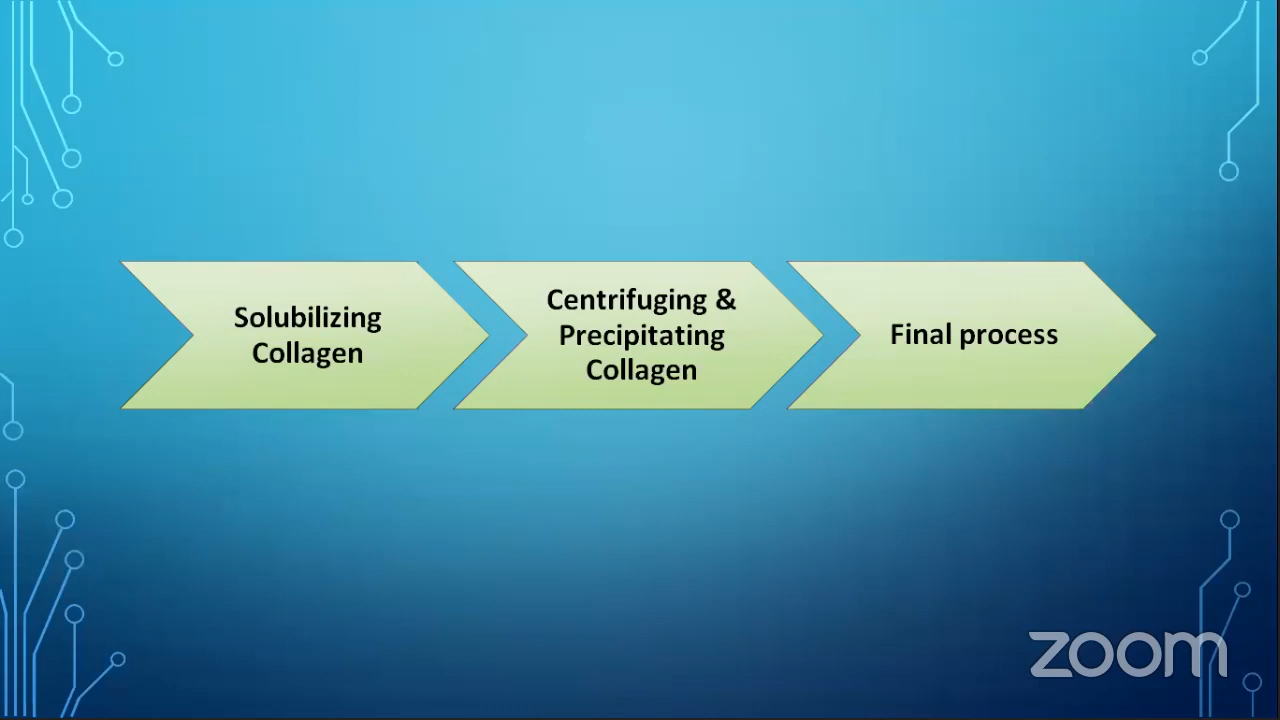 Solubilizing
Collagen
Centrifuging &
Precipitating
Collagen
Final process
zoom